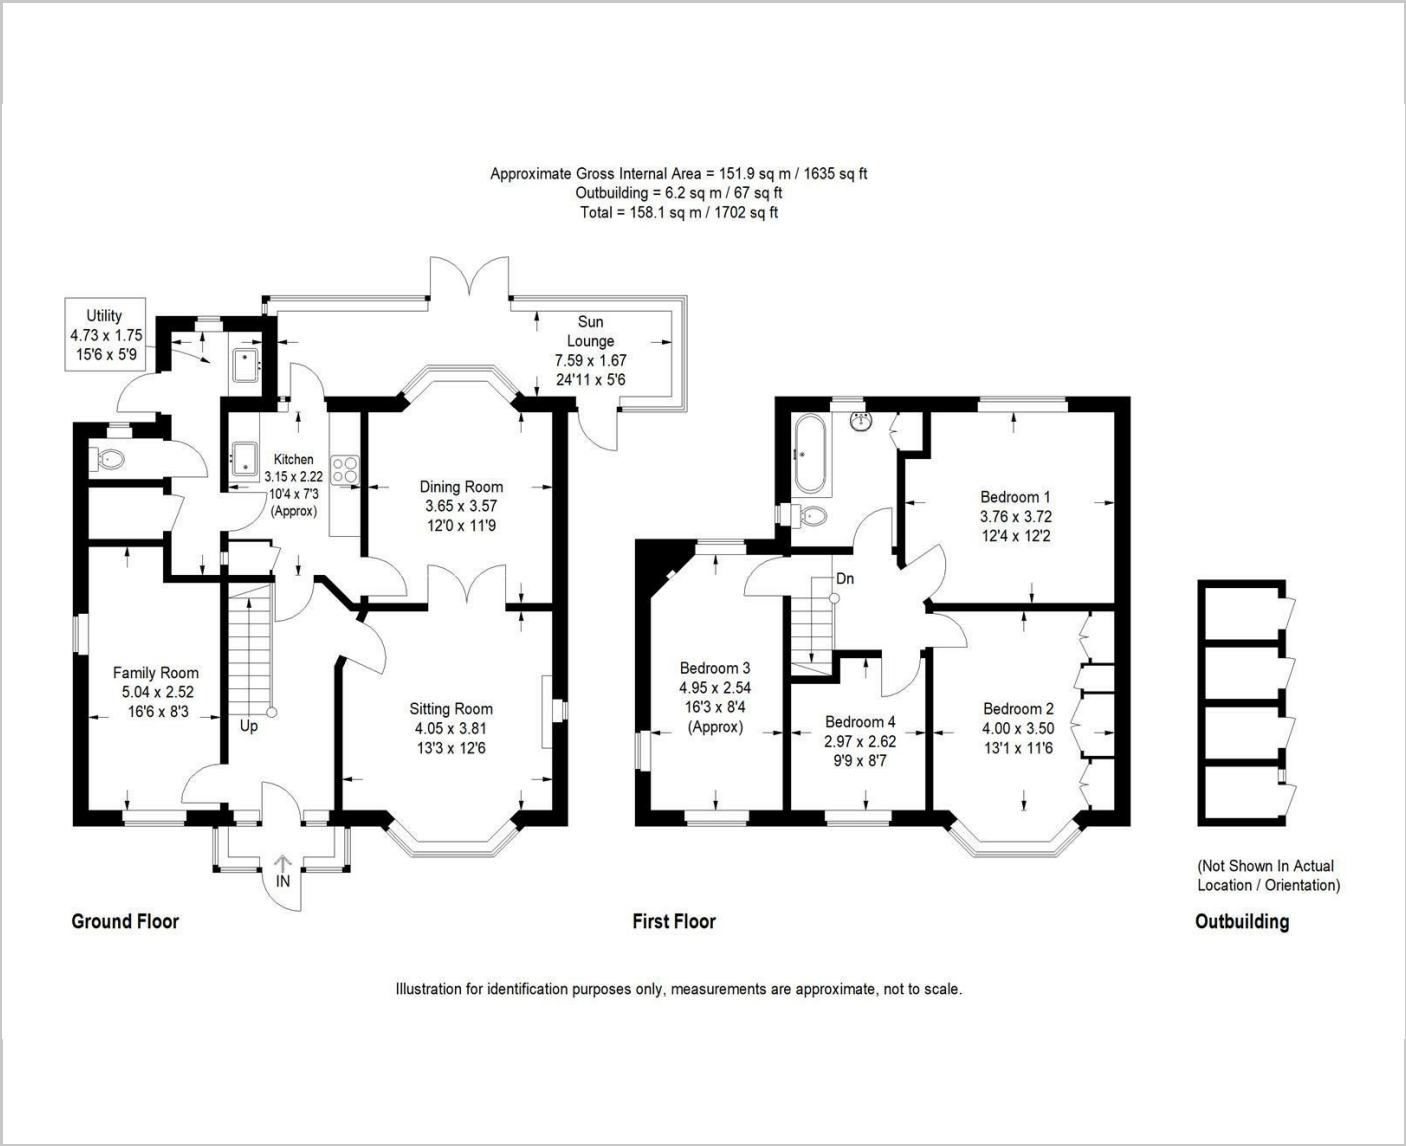 Approximate Gross Internal Area = 151.9 sq m / 1635 sq ft
Outbuilding = 6.2 sq m / 67 sq ft
Total = 158.1 sq m / 1702 sq ft
Utility
4.73 x 1.75
15'6 x 5'9
Sun
Lounge
7.59 x 1.67
24'11 x 5'6
Kitchen
3.15 x 2.22
10'4 x 7'3
(Approx)
Dining Room
3.65 x 3.57
12'0 x 11'9
Family Room
5.04 x 2.52
16'6 x 8'3
Up
Sitting Room
4.05 x 3.81
13'3 x 12'6
IN
Ground Floor
Bedroom 1
3.76 x 3.72
12'4 x 12'2
Dn
Bedroom 3
4.95 x 2.54
16'3 x 8'4
(Approx)
Bedroom 4
2.97 x 2.62
9'9 x 8'7
Bedroom 2
4.00 x 3.50
13'1 x 11'6
First Floor
(Not Shown In Actual
Location / Orientation)
Outbuilding
Illustration for identification purposes only, measurements are approximate, not to scale.